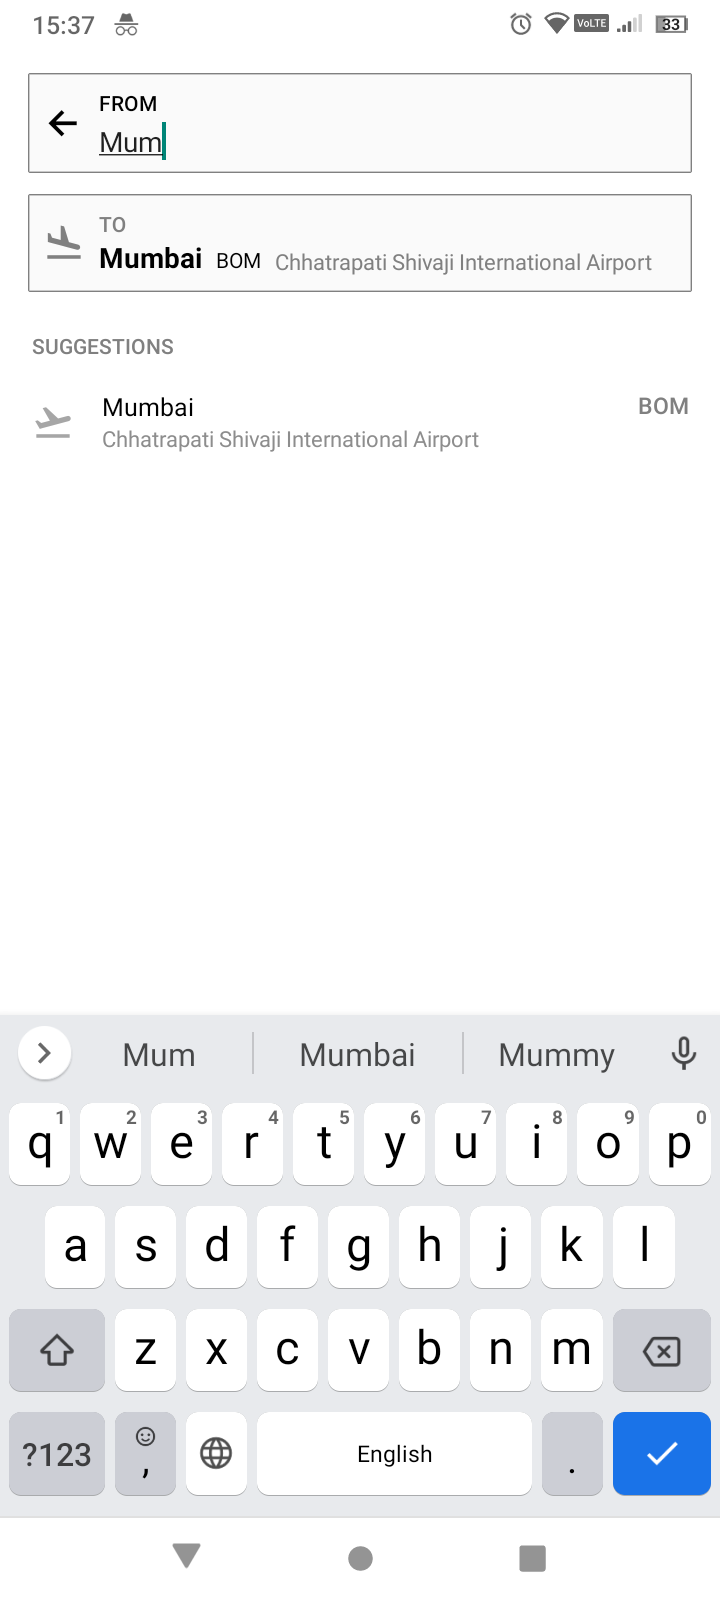 15:37
VoLTE
33
FROM
Mum
TO
Mumbai BOM Chhatrapati Shivaji International Airport
SUGGESTIONS
Mumbai BOM
Chhatrapati Shivaji International Airport
Mum Mumbai Mummy
q 1 w 2 e 3 r 4 t 5 y 6 u 7 i 8 o 9 p 0
a s d f g h j k l
z x c v b n m
?123 , English .